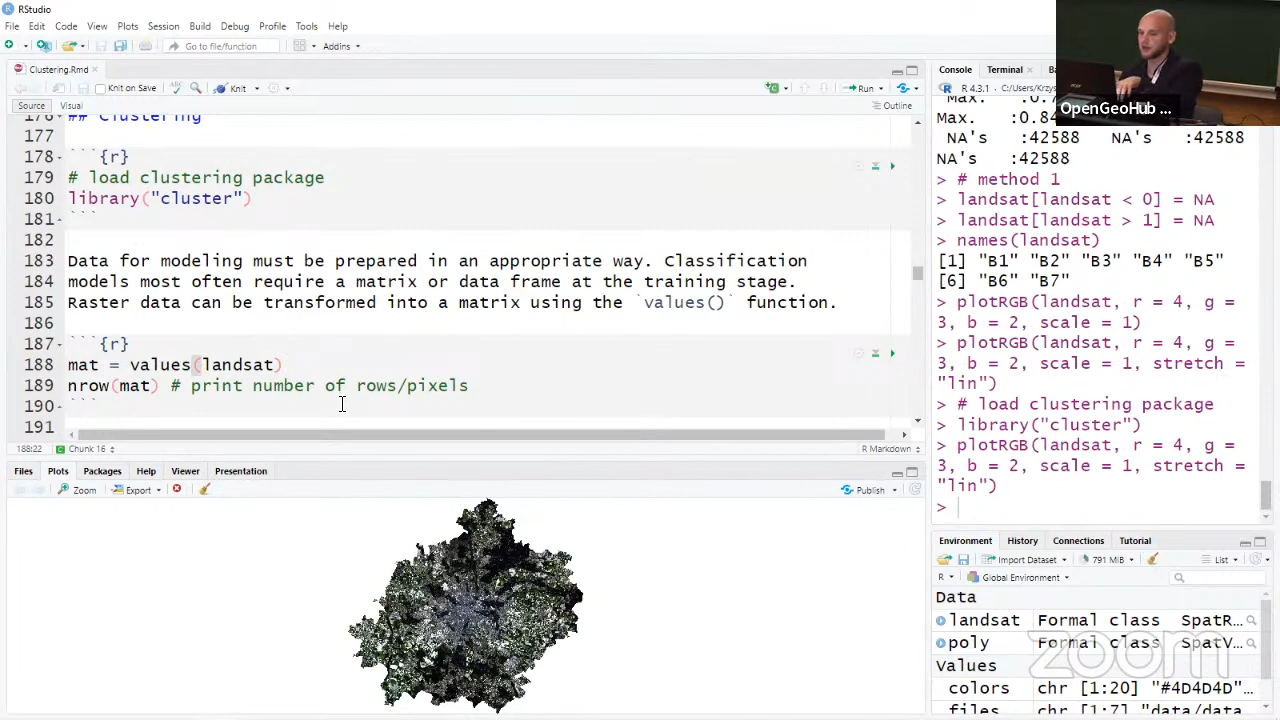 RStudio
File Edit Code View Plots Session Build Debug Profile Tools Help
Go to file/function Addins
Clustering.Rmd
Knit on Save Knit Run
Source Visual Outline
176 ## Clustering
177
178 ```{r}
179 # load clustering package
180 library("cluster")
181 ```
182
183 Data for modeling must be prepared in an appropriate way. Classification
184 models most often require a matrix or data frame at the training stage.
185 Raster data can be transformed into a matrix using the `values()` function.
186
187 ```{r}
188 mat = values(landsat)
189 nrow(mat) # print number of rows/pixels
190 ```
191
188:22 Chunk 16 R Markdown
Files Plots Packages Help Viewer Presentation
Zoom Export Publish
Console Terminal
R 4.3.1
Max.
Max. :0.84
NA's :42588 NA's :42588
NA's :42588
> # method 1
> landsat[landsat < 0] = NA
> landsat[landsat > 1] = NA
> names(landsat)
[1] "B1" "B2" "B3" "B4" "B5"
[6] "B6" "B7"
> plotRGB(landsat, r = 4, g =
3, b = 2, scale = 1)
> plotRGB(landsat, r = 4, g =
3, b = 2, scale = 1, stretch =
"lin")
> # load clustering package
> library("cluster")
> plotRGB(landsat, r = 4, g =
3, b = 2, scale = 1, stretch =
"lin")
>
Environment History Connections Tutorial
Import Dataset 791 MiB List
R Global Environment
Data
landsat Formal class SpatR…
poly Formal class SpatV…
Values
colors chr [1:20] "#4D4D4D"…
files chr [1:7] "data/data
OpenGeoHub ...
zoom